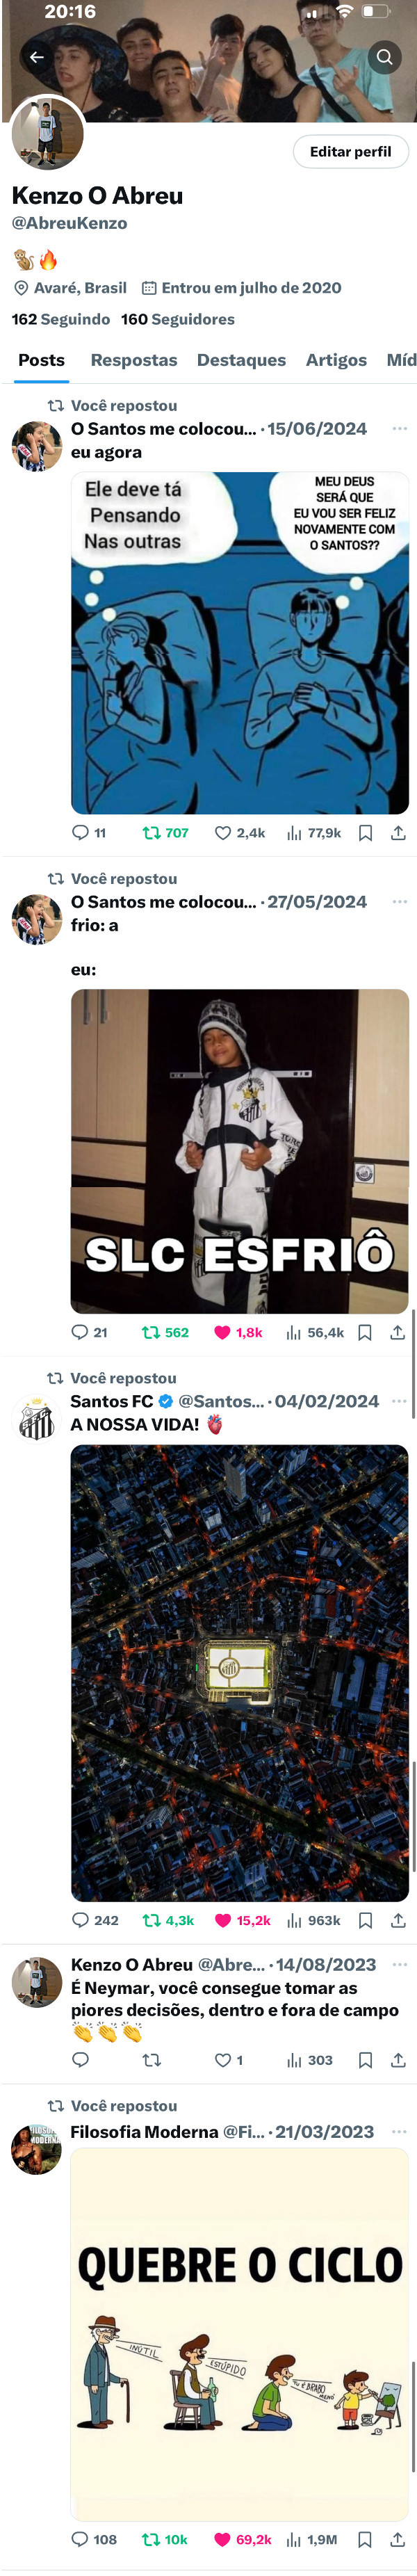 20:16
Editar perfil
Kenzo O Abreu
@AbreuKenzo
🐒🔥
Avaré, Brasil Entrou em julho de 2020
162 Seguindo 160 Seguidores
Posts Respostas Destaques Artigos Míd
Você repostou
O Santos me colocou... · 15/06/2024
eu agora
Ele deve tá
Pensando
Nas outras
MEU DEUS
SERÁ QUE
EU VOU SER FELIZ
NOVAMENTE COM
O SANTOS??
11 707 2,4k 77,9k
Você repostou
O Santos me colocou... · 27/05/2024
frio: a
eu:
SLC ESFRIÔ
21 562 1,8k 56,4k
Você repostou
Santos FC @Santos... · 04/02/2024
A NOSSA VIDA! 🫀
242 4,3k 15,2k 963k
Kenzo O Abreu @Abre... · 14/08/2023
É Neymar, você consegue tomar as
piores decisões, dentro e fora de campo
👏👏👏
1 303
Você repostou
Filosofia Moderna @Fi... · 21/03/2023
QUEBRE O CICLO
INÚTIL
ESTÚPIDO
TU É BRABO
MENÓ
108 10k 69,2k 1,9M